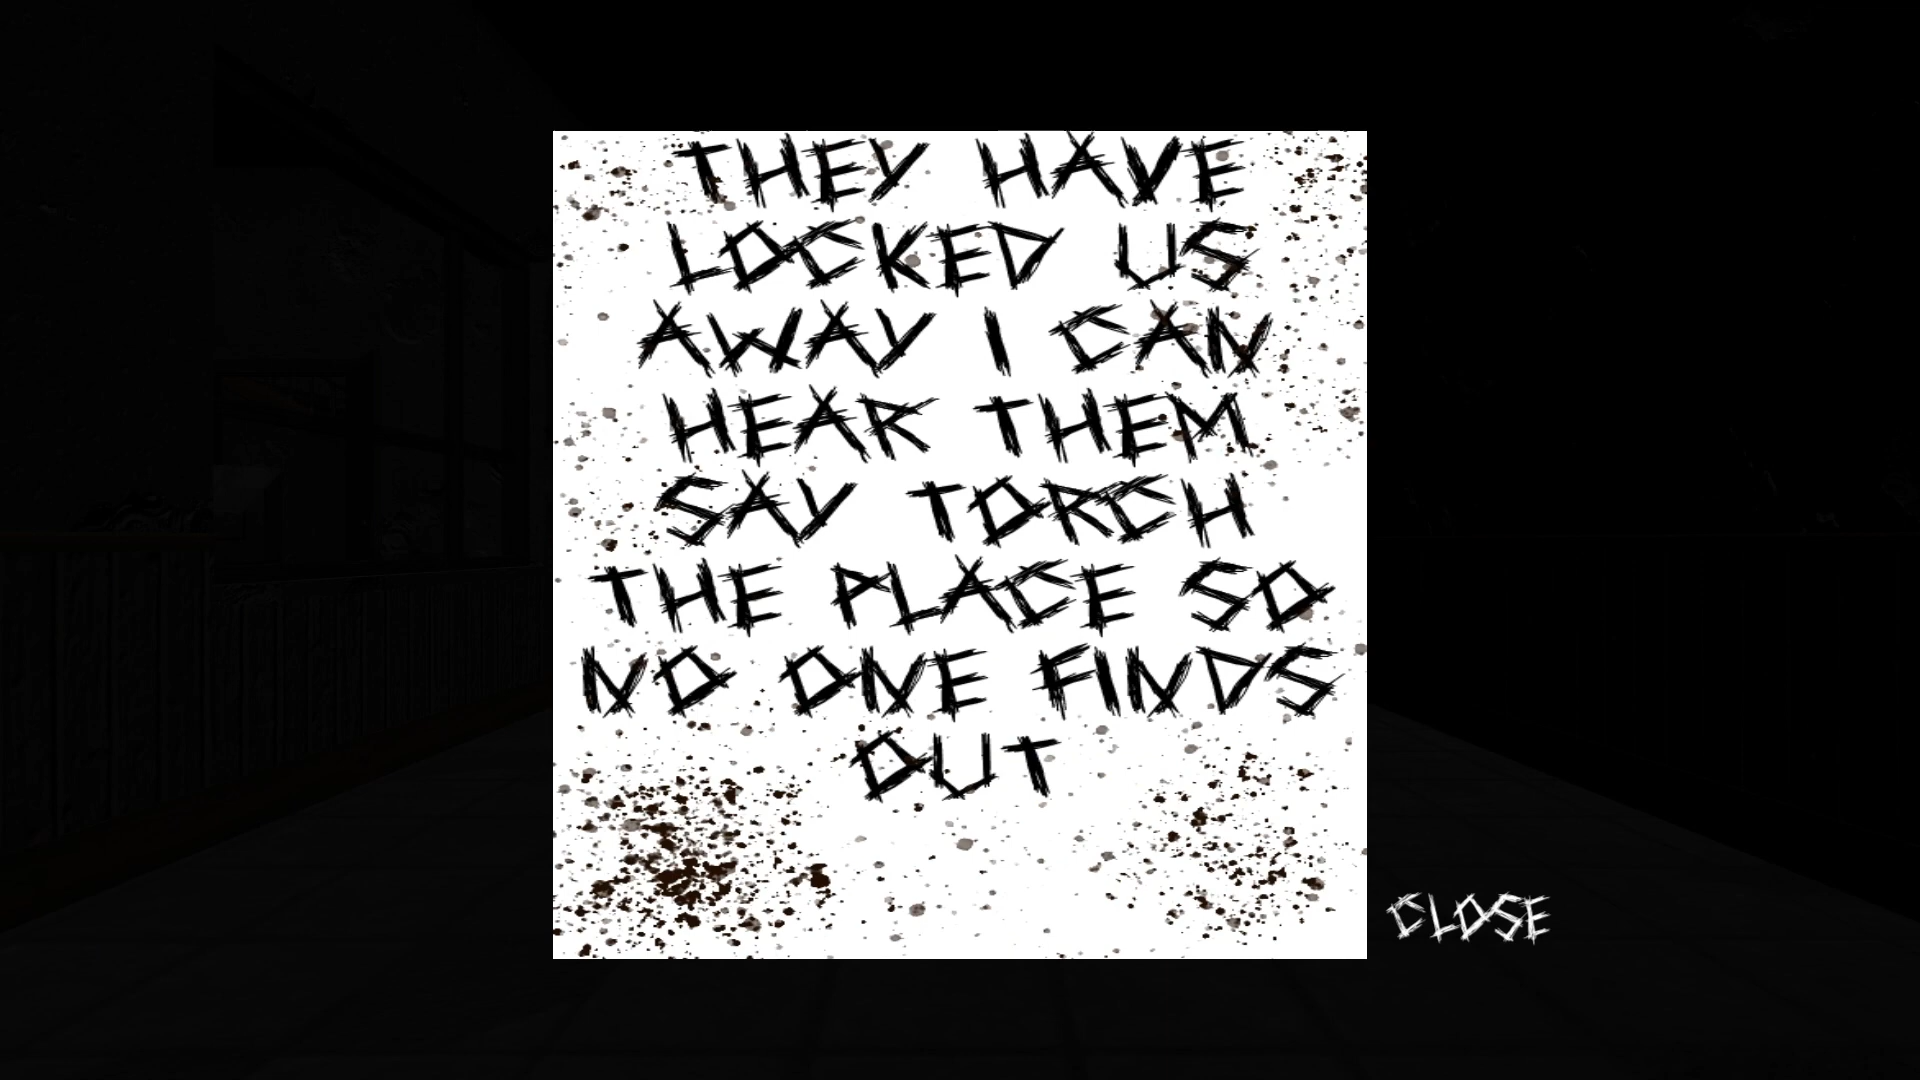 THEY HAVE
LOCKED US
AWAY I CAN
HEAR THEM
SAY TORCH
THE PLACE SO
NO ONE FINDS
OUT
CLOSE